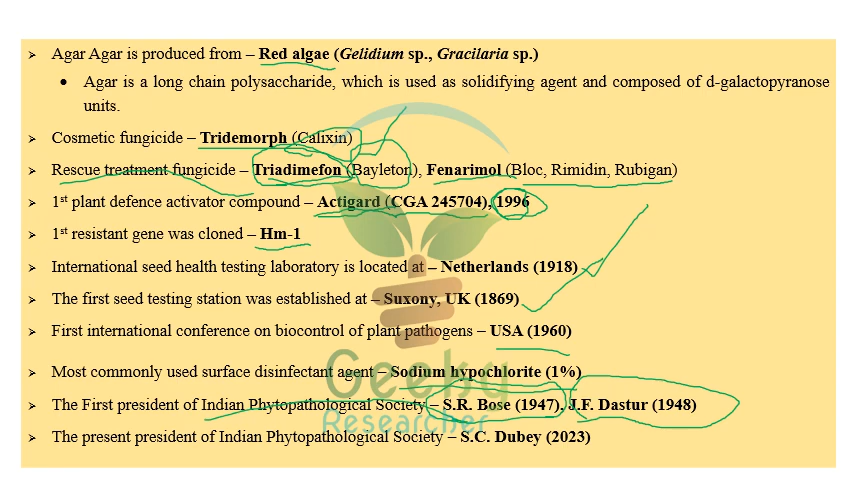 ➢ Agar Agar is produced from – Red algae (Gelidium sp., Gracilaria sp.)
• Agar is a long chain polysaccharide, which is used as solidifying agent and composed of d-galactopyranose
units.
➢ Cosmetic fungicide – Tridemorph (Calixin)
➢ Rescue treatment fungicide – Triadimefon (Bayleton), Fenarimol (Bloc, Rimidin, Rubigan)
➢ 1st plant defence activator compound – Actigard (CGA 245704), 1996
➢ 1st resistant gene was cloned – Hm-1
➢ International seed health testing laboratory is located at – Netherlands (1918)
➢ The first seed testing station was established at – Suxony, UK (1869)
➢ First international conference on biocontrol of plant pathogens – USA (1960)
➢ Most commonly used surface disinfectant agent – Sodium hypochlorite (1%)
Geeky
➢ The First president of Indian Phytopathological Society – S.R. Bose (1947), J.F. Dastur (1948)
Researcher
➢ The present president of Indian Phytopathological Society – S.C. Dubey (2023)